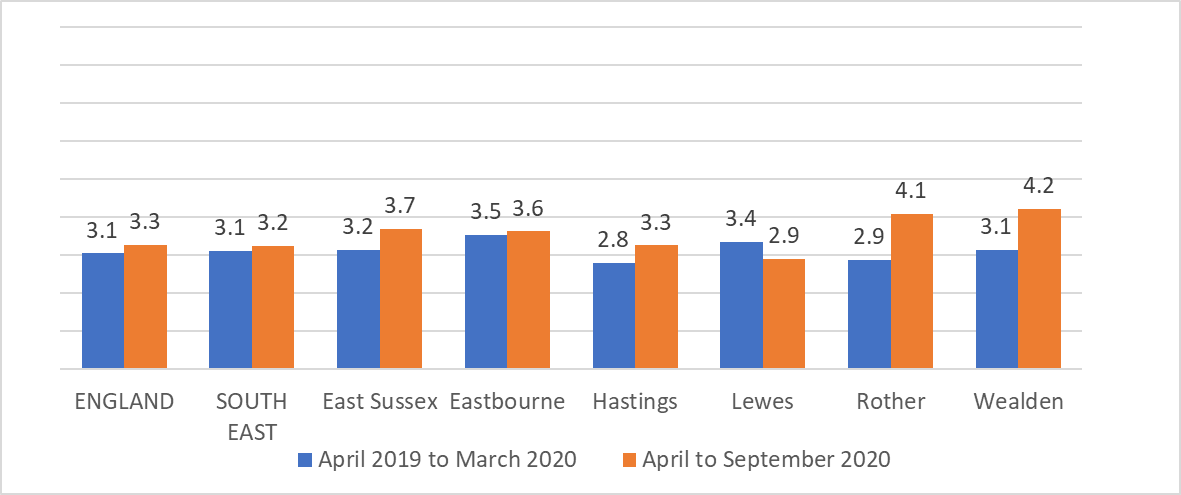 3.1 3.3 3.1 3.2 3.2 3.7 3.5 3.6 2.8 3.3 3.4 2.9 2.9 4.1 3.1 4.2
ENGLAND SOUTH EAST East Sussex Eastbourne Hastings Lewes Rother Wealden
April 2019 to March 2020 April to September 2020